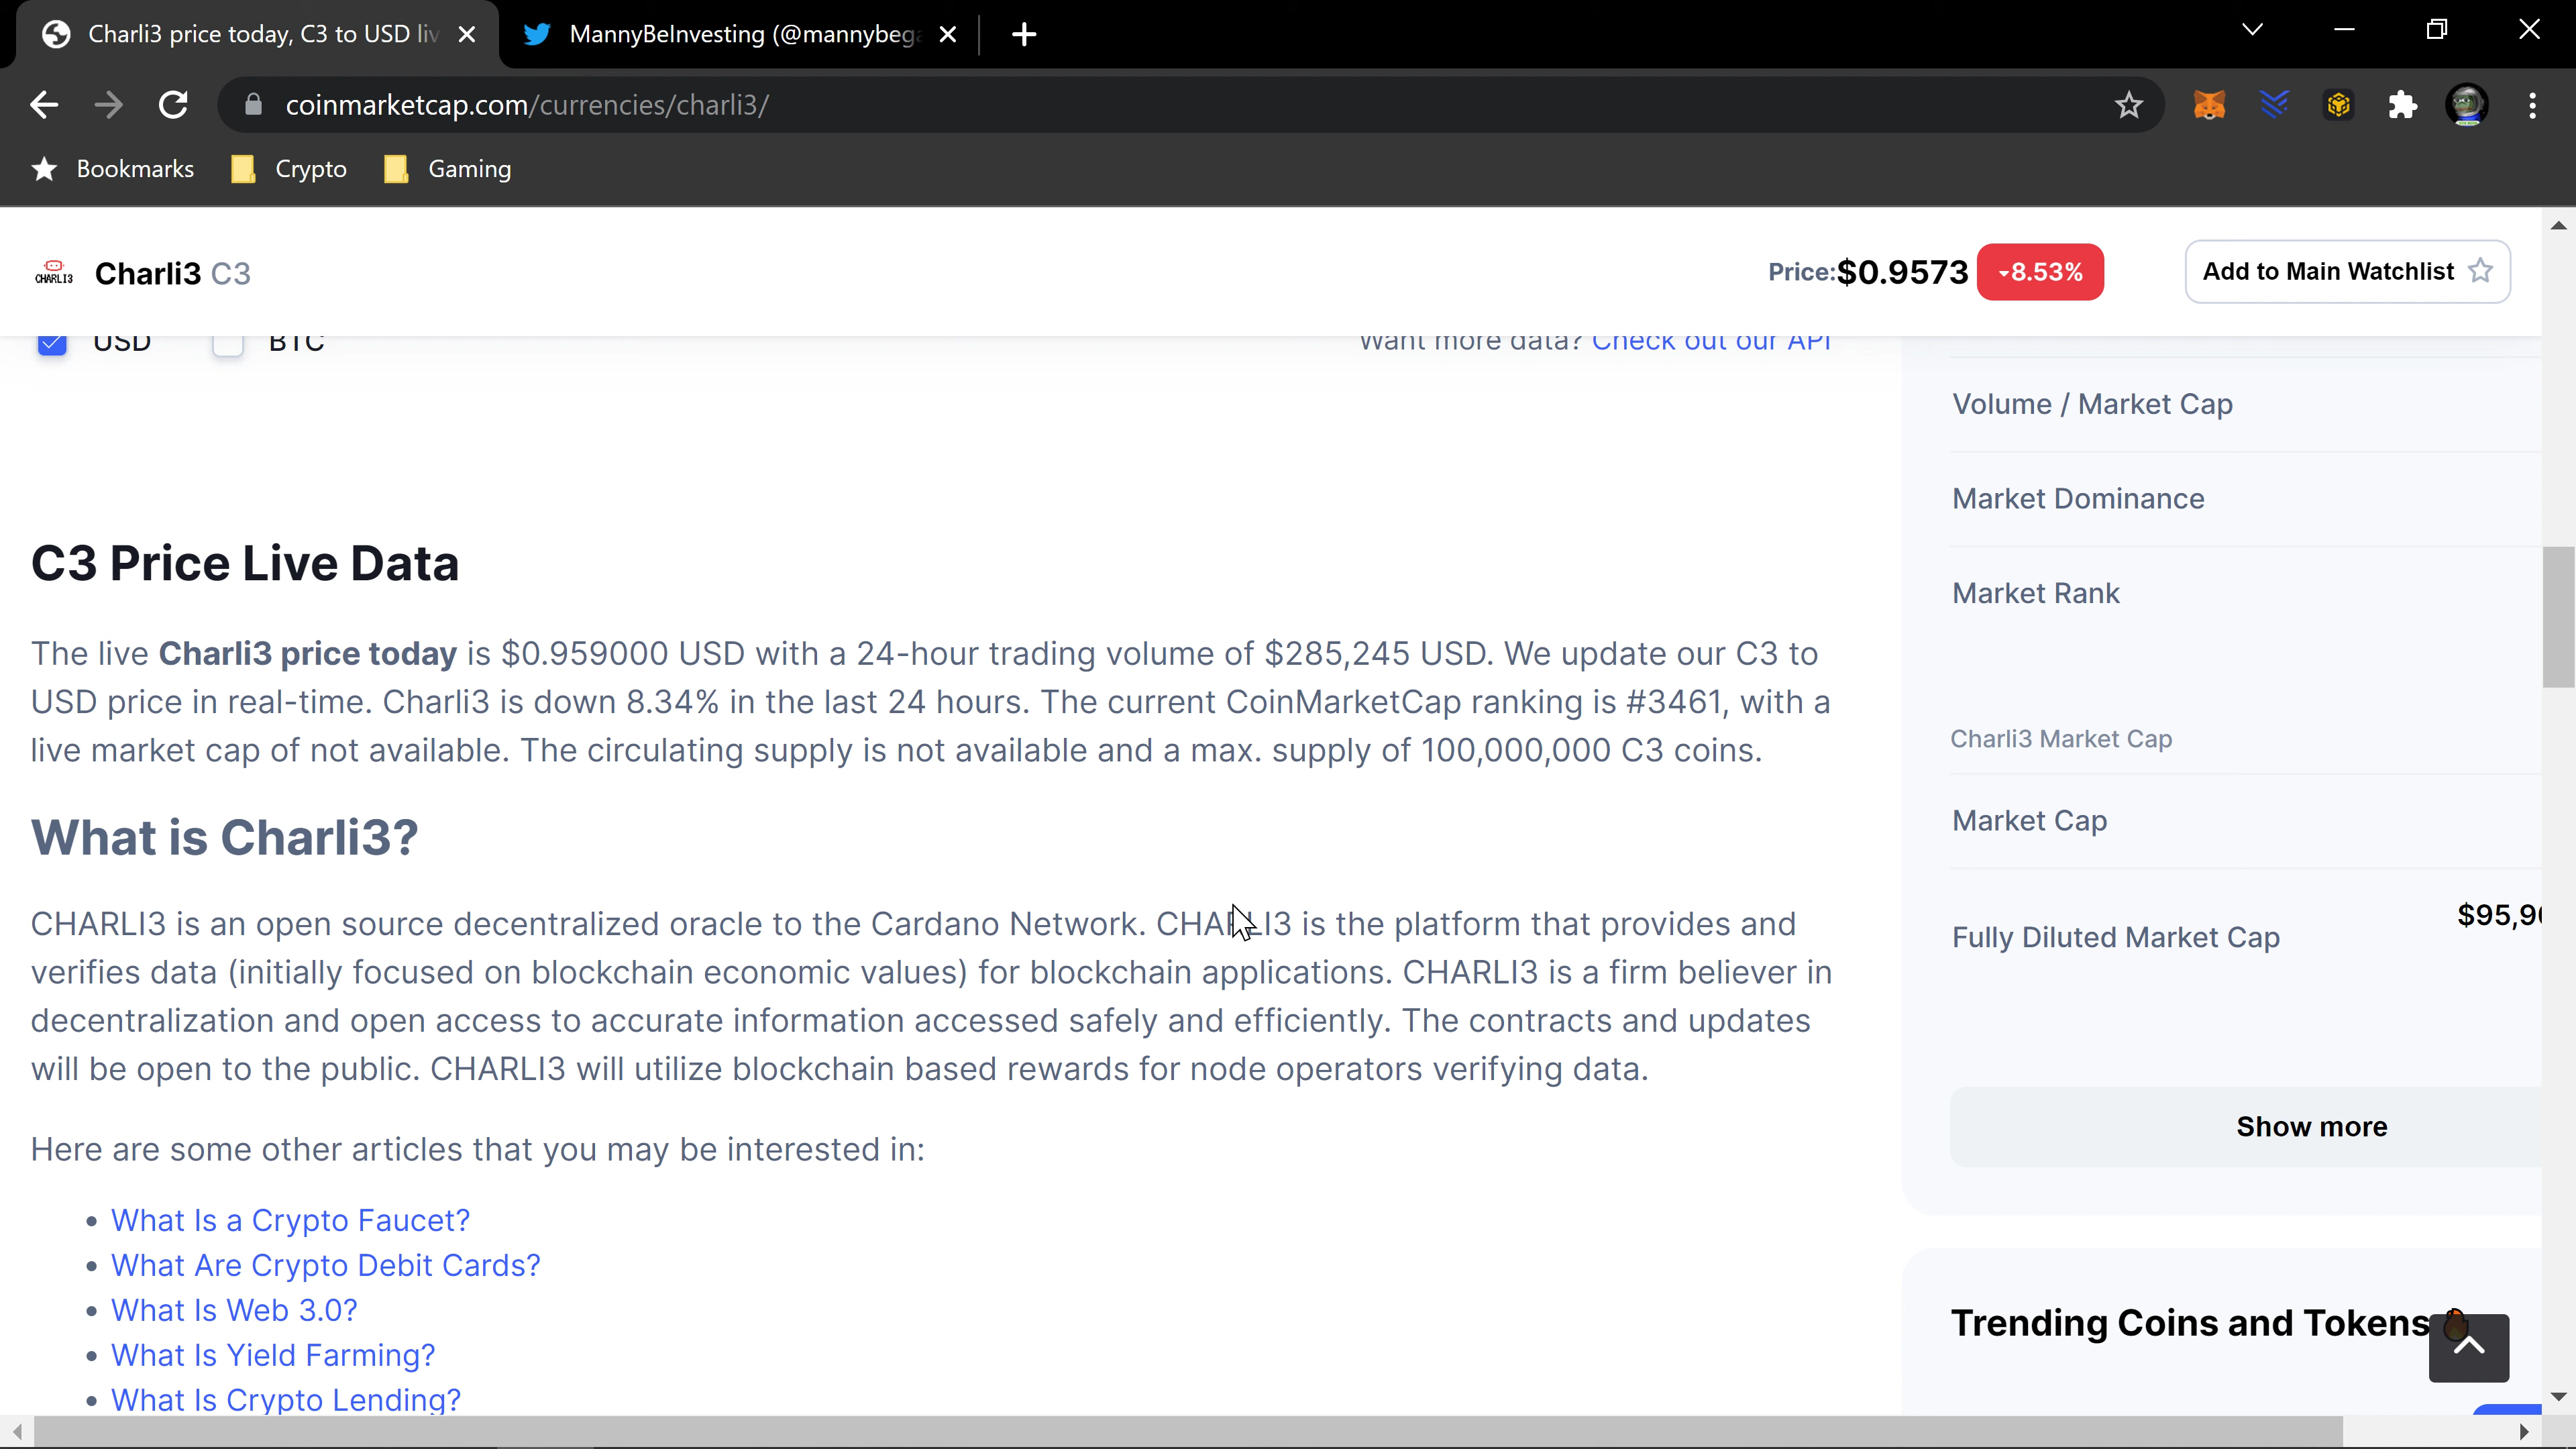 Charli3 price today, C3 to USD liv
MannyBeInvesting (@mannybega
coinmarketcap.com/currencies/charli3/
Bookmarks
Crypto
Gaming
CHARLI3
Charli3 C3
Price:$0.9573
8.53%
Add to Main Watchlist
USD
BTC
Want more data? Check out our API
Volume / Market Cap
Market Dominance
Market Rank
C3 Price Live Data
The live Charli3 price today is $0.959000 USD with a 24-hour trading volume of $285,245 USD. We update our C3 to
USD price in real-time. Charli3 is down 8.34% in the last 24 hours. The current CoinMarketCap ranking is #3461, with a
live market cap of not available. The circulating supply is not available and a max. supply of 100,000,000 C3 coins.
Charli3 Market Cap
Market Cap
$95,90
Fully Diluted Market Cap
Show more
What is Charli3?
CHARLI3 is an open source decentralized oracle to the Cardano Network. CHARLI3 is the platform that provides and
verifies data (initially focused on blockchain economic values) for blockchain applications. CHARLI3 is a firm believer in
decentralization and open access to accurate information accessed safely and efficiently. The contracts and updates
will be open to the public. CHARLI3 will utilize blockchain based rewards for node operators verifying data.
Here are some other articles that you may be interested in:
What Is a Crypto Faucet?
What Are Crypto Debit Cards?
What Is Web 3.0?
What Is Yield Farming?
What Is Crypto Lending?
Trending Coins and Tokens